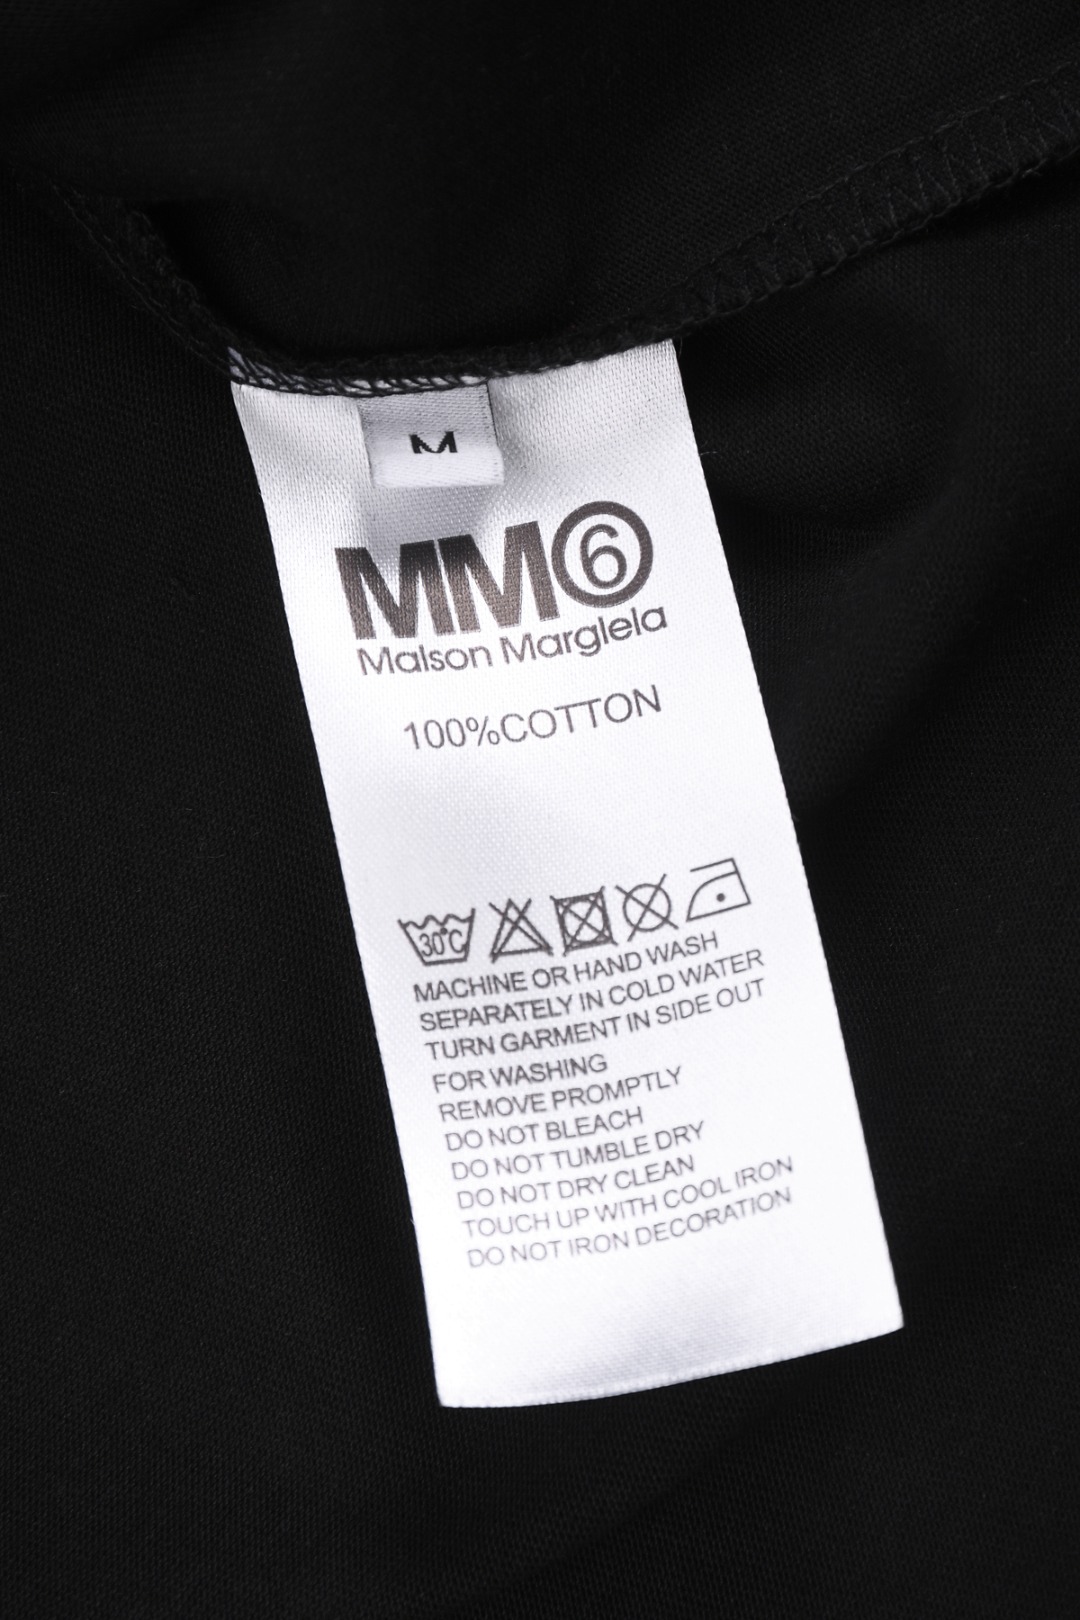 M
MM6
Malson Marglela
100%COTTON
30°C
MACHINE OR HAND WASH
SEPARATELY IN COLD WATER
TURN GARMENT IN SIDE OUT
FOR WASHING
REMOVE PROMPTLY
DO NOT BLEACH
DO NOT TUMBLE DRY
DO NOT DRY CLEAN
TOUCH UP WITH COOL IRON
DO NOT IRON DECORATION